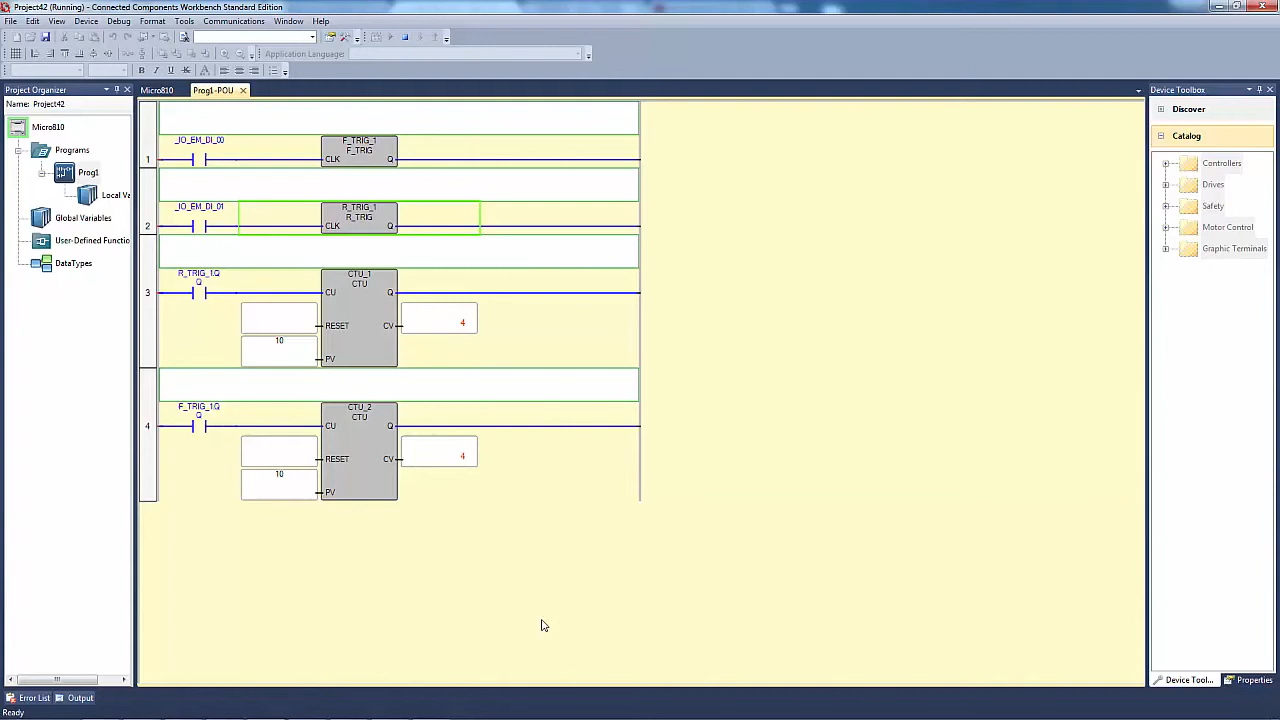 Project42 (Running) - Connected Components Workbench Standard Edition
File Edit View Device Debug Format Tools Communications Window Help
Application Language:
Project Organizer
Name: Project42
Micro810
Programs
Prog1
Local Va
Global Variables
User-Defined Functio
DataTypes
Micro810 Prog1-POU
1
_IO_EM_DI_00
F_TRIG_1
F_TRIG
CLK Q
2
_IO_EM_DI_01
R_TRIG_1
R_TRIG
CLK Q
3
R_TRIG_1.Q
Q
CTU_1
CTU
CU Q
RESET CV 4
10
PV
4
F_TRIG_1.Q
Q
CTU_2
CTU
CU Q
RESET CV 4
10
PV
Device Toolbox
Discover
Catalog
Controllers
Drives
Safety
Motor Control
Graphic Terminals
Device Tool... Properties
Error List Output
Ready